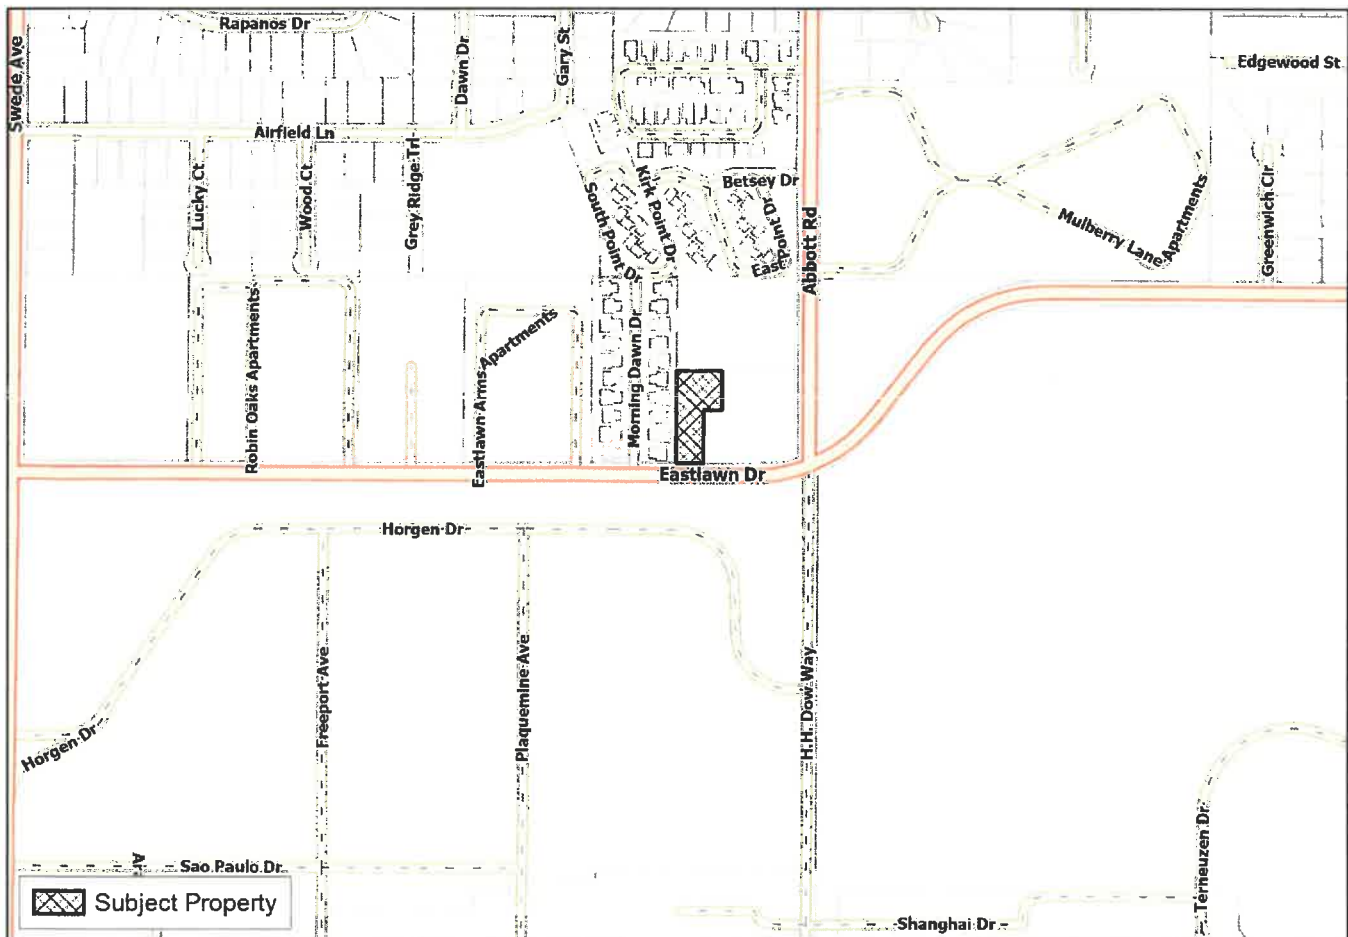 Rapanos Dr
Swede Ave
Dawn Dr
Gary St
Edgewood St
Airfield Ln
Lucky Ct
Wood Ct
Grey Ridge Trl
South Point Dr
Kirk Point Dr
Betsey Dr
East Point Dr
Abbott Rd
Mulberry Lane Apartments
Greenwich Cir
Robin Oaks Apartments
Eastlawn Arms Apartments
Morning Dawn Dr
Eastlawn Dr
Horgen Dr
Freeport Ave
Plaquemine Ave
H.H. Dow Way
Horgen Dr
Sao Paulo Dr
Terneuzen Dr
Shanghai Dr
Subject Property